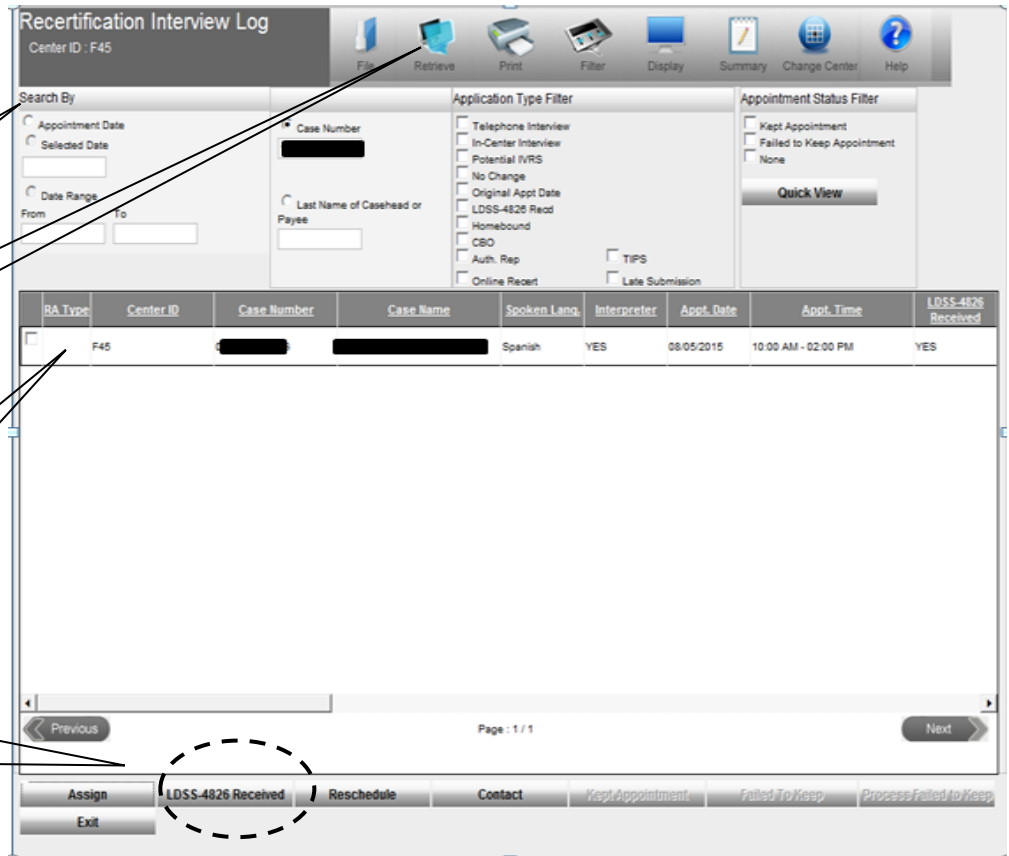 Recertification Interview Log
Center ID : F45
File Retrieve Print Filter Display Summary Change Center Help
Search By
Appointment Date
Selected Date
Date Range
From To
Case Number
Last Name of Casehead or
Payee
Application Type Filter
Telephone Interview
In-Center Interview
Potential IVRS
No Change
Original Appt Date
LDSS-4826 Recd
Homebound
CBO
Auth. Rep TIPS
Online Recert Late Submission
Appointment Status Filter
Kept Appointment
Failed to Keep Appointment
None
Quick View
RA Type Center ID Case Number Case Name Spoken Lang. Interpreter Appt. Date Appt. Time LDSS-4826
Received
F45 Spanish YES 08/05/2015 10:00 AM - 02:00 PM YES
Previous Page : 1 / 1 Next
Assign LDSS-4826 Received Reschedule Contact Kept Appointment Failed To Keep Process Failed to Keep
Exit